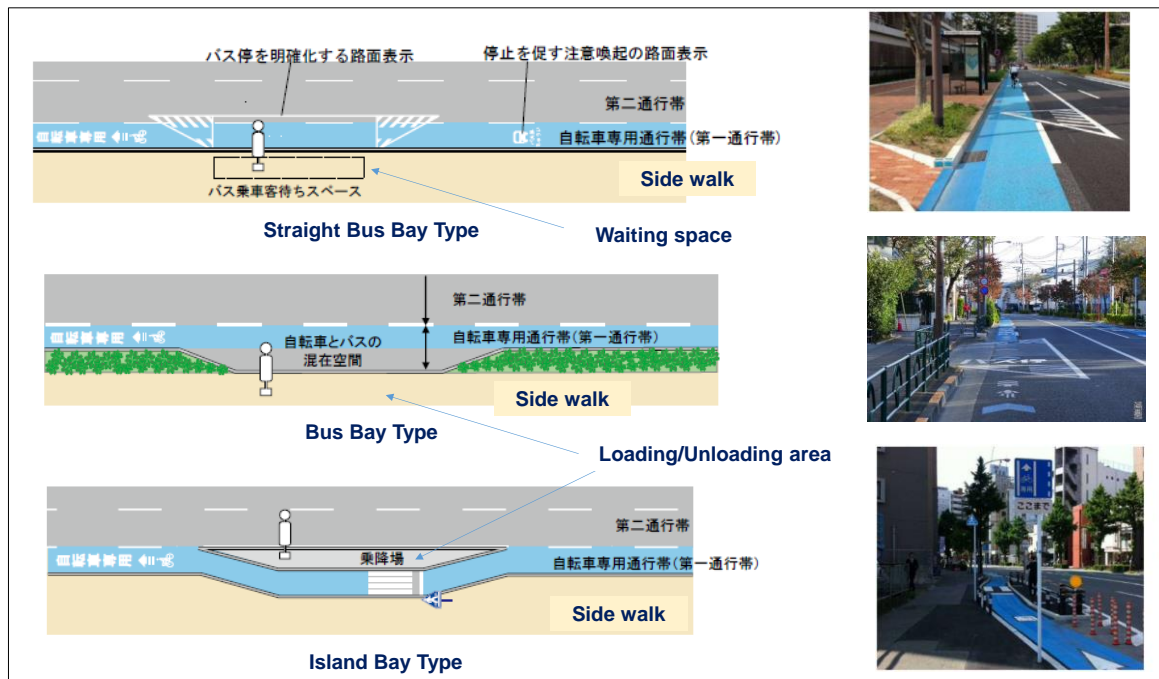 バス停を明確化する路面表示
停止を促す注意喚起の路面表示
第二通行帯
自転車専用
自転車専用通行帯(第一通行帯)
バス乗車客待ちスペース
Side walk
Straight Bus Bay Type
Waiting space
第二通行帯
自転車専用
自転車とバスの
混在空間
自転車専用通行帯(第一通行帯)
Side walk
Bus Bay Type
Loading/Unloading area
第二通行帯
自転車専用
乗降場
自転車専用通行帯(第一通行帯)
Side walk
Island Bay Type
専用
ここまで